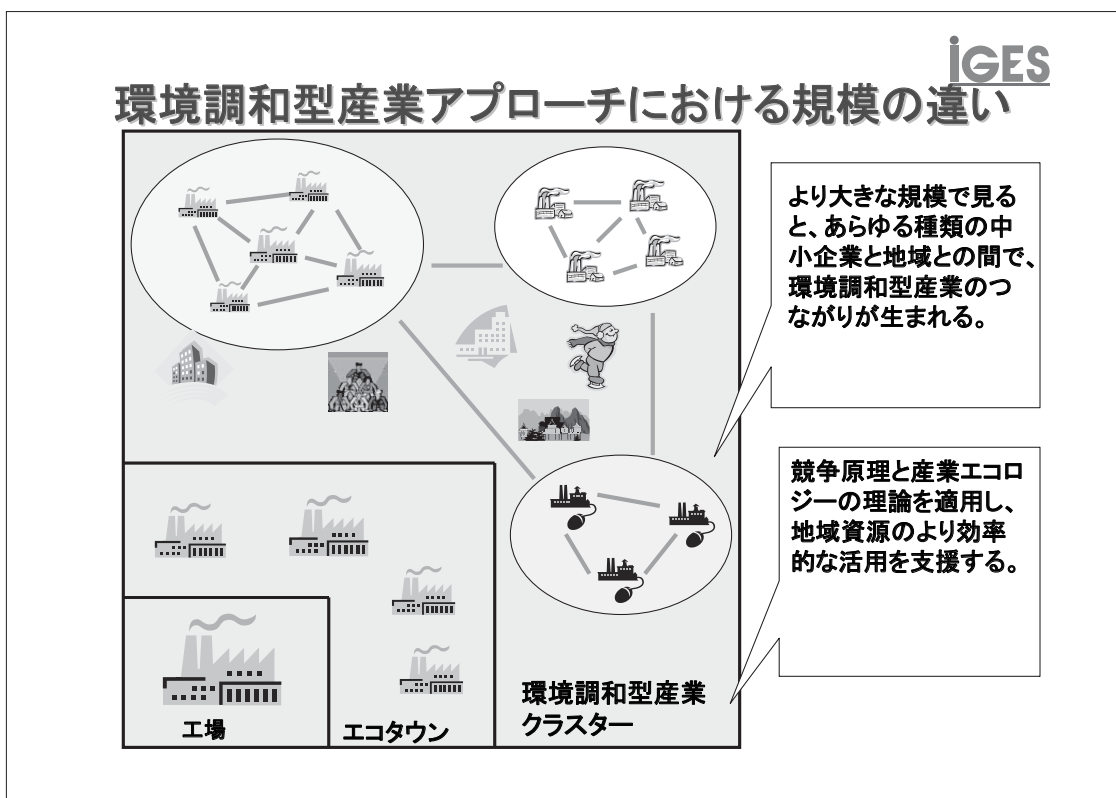 iGES
環境調和型産業アプローチにおける規模の違い
より大きな規模で見る
と、あらゆる種類の中
小企業と地域との間で、
環境調和型産業のつ
ながりが生まれる。
競争原理と産業エコロ
ジーの理論を適用し、
地域資源のより効率
的な活用を支援する。
工場
エコタウン
環境調和型産業
クラスター